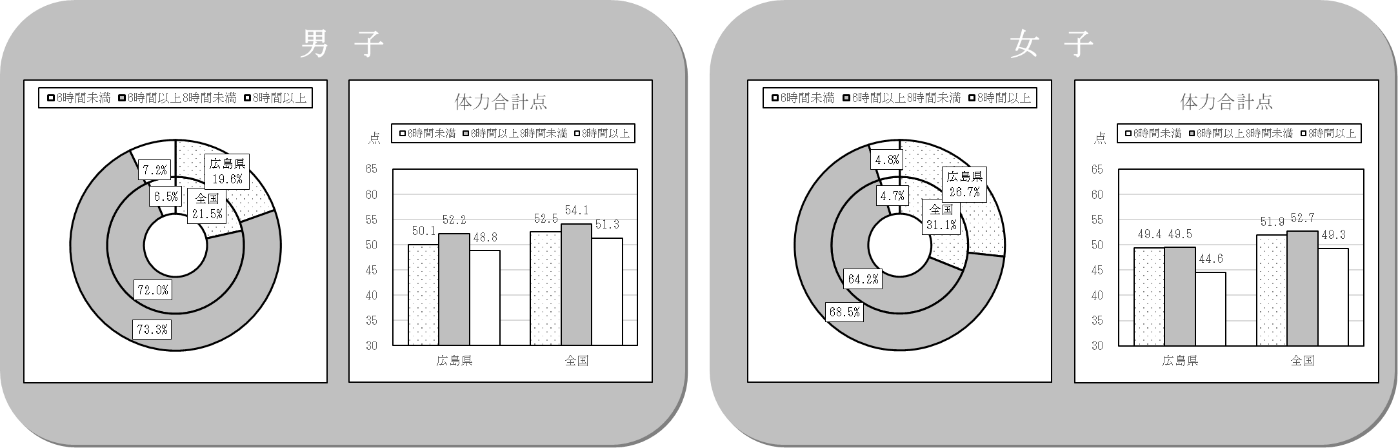 男 子
□6時間未満 ■6時間以上8時間未満 □8時間以上
7.2%
広島県
19.6%
6.5%
全国
21.5%
72.0%
73.3%
体力合計点
点
□6時間未満 ■6時間以上8時間未満 □8時間以上
65
60
55
50
45
40
35
30
50.1
52.2
48.8
52.5
54.1
51.3
広島県
全国
女 子
□6時間未満 ■6時間以上8時間未満 □8時間以上
4.8%
広島県
26.7%
4.7%
全国
31.1%
64.2%
68.5%
体力合計点
点
□6時間未満 ■6時間以上8時間未満 □8時間以上
65
60
55
50
45
40
35
30
49.4
49.5
44.6
51.9
52.7
49.3
広島県
全国